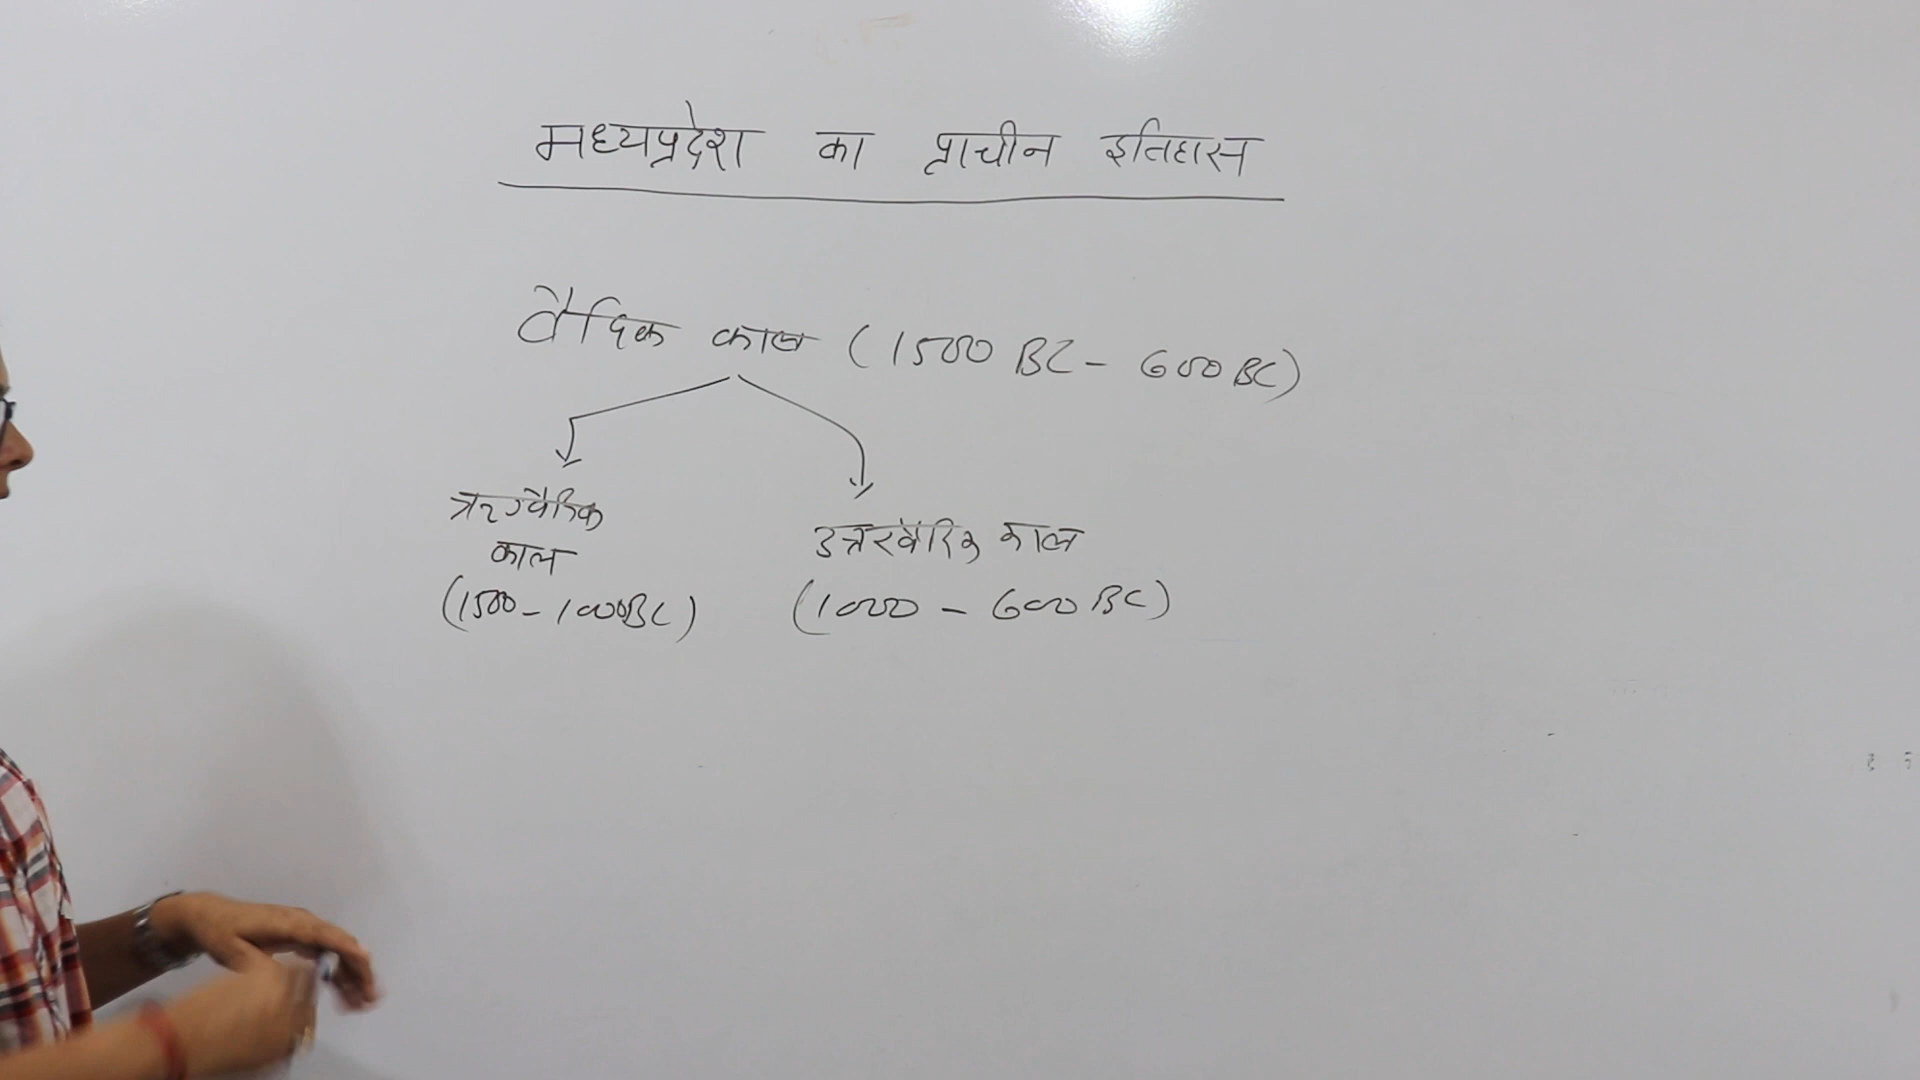 मध्यप्रदेश का प्राचीन इतिहास
वैदिक काल (1500 BC - 600 BC)
ऋग्वैदिक
काल
(1500 - 1000BC)
उत्तरवैदिक काल
(1000 - 600 BC)